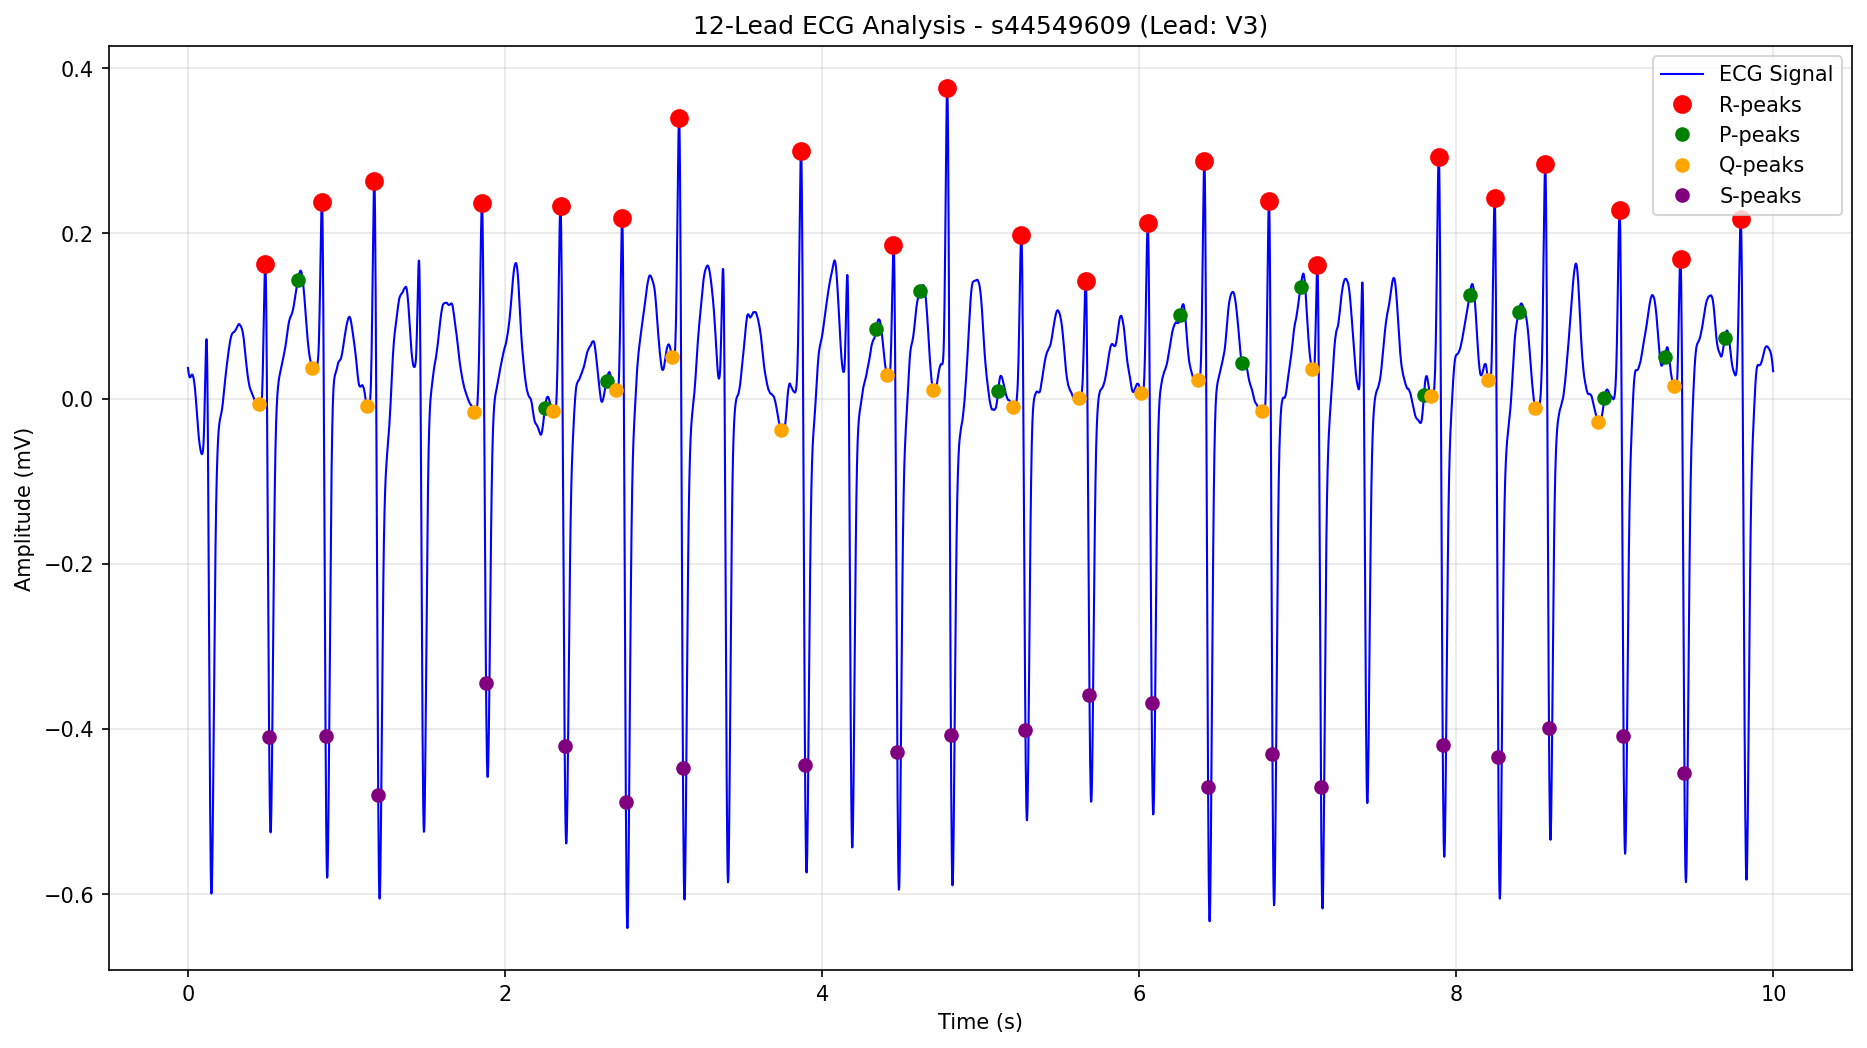 12-Lead ECG Analysis - s44549609 (Lead: V3)
ECG Signal
R-peaks
P-peaks
Q-peaks
S-peaks
Amplitude (mV)
0.4
0.2
0.0
−0.2
−0.4
−0.6
0 2 4 6 8 10
Time (s)